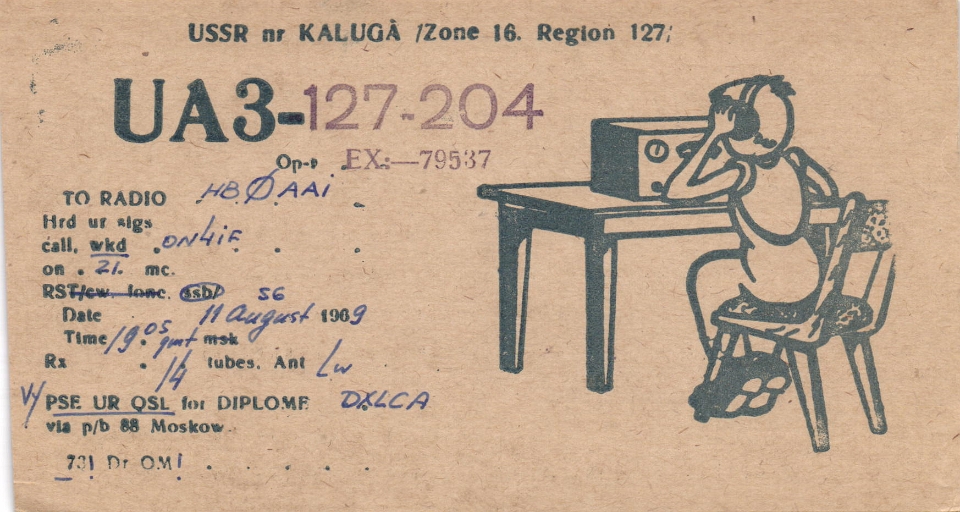 USSR nr KALUGA /Zone 16. Region 127/
UA3-127-204
Op-r . EX:—79537
TO RADIO HBØAAi
Hrd ur sigs
call, wkd . ON4IF . . .
on . 21. mc.
RST/cw. fone. ssb/ 56
Date 11 August 1969
Time 19.05 gmt msk
Rx . 14 tubes. Ant Lw
Vy PSE UR QSL for DIPLOME DXLCA
via p/b 88 Moskow
73! Dr OM! . . . . .